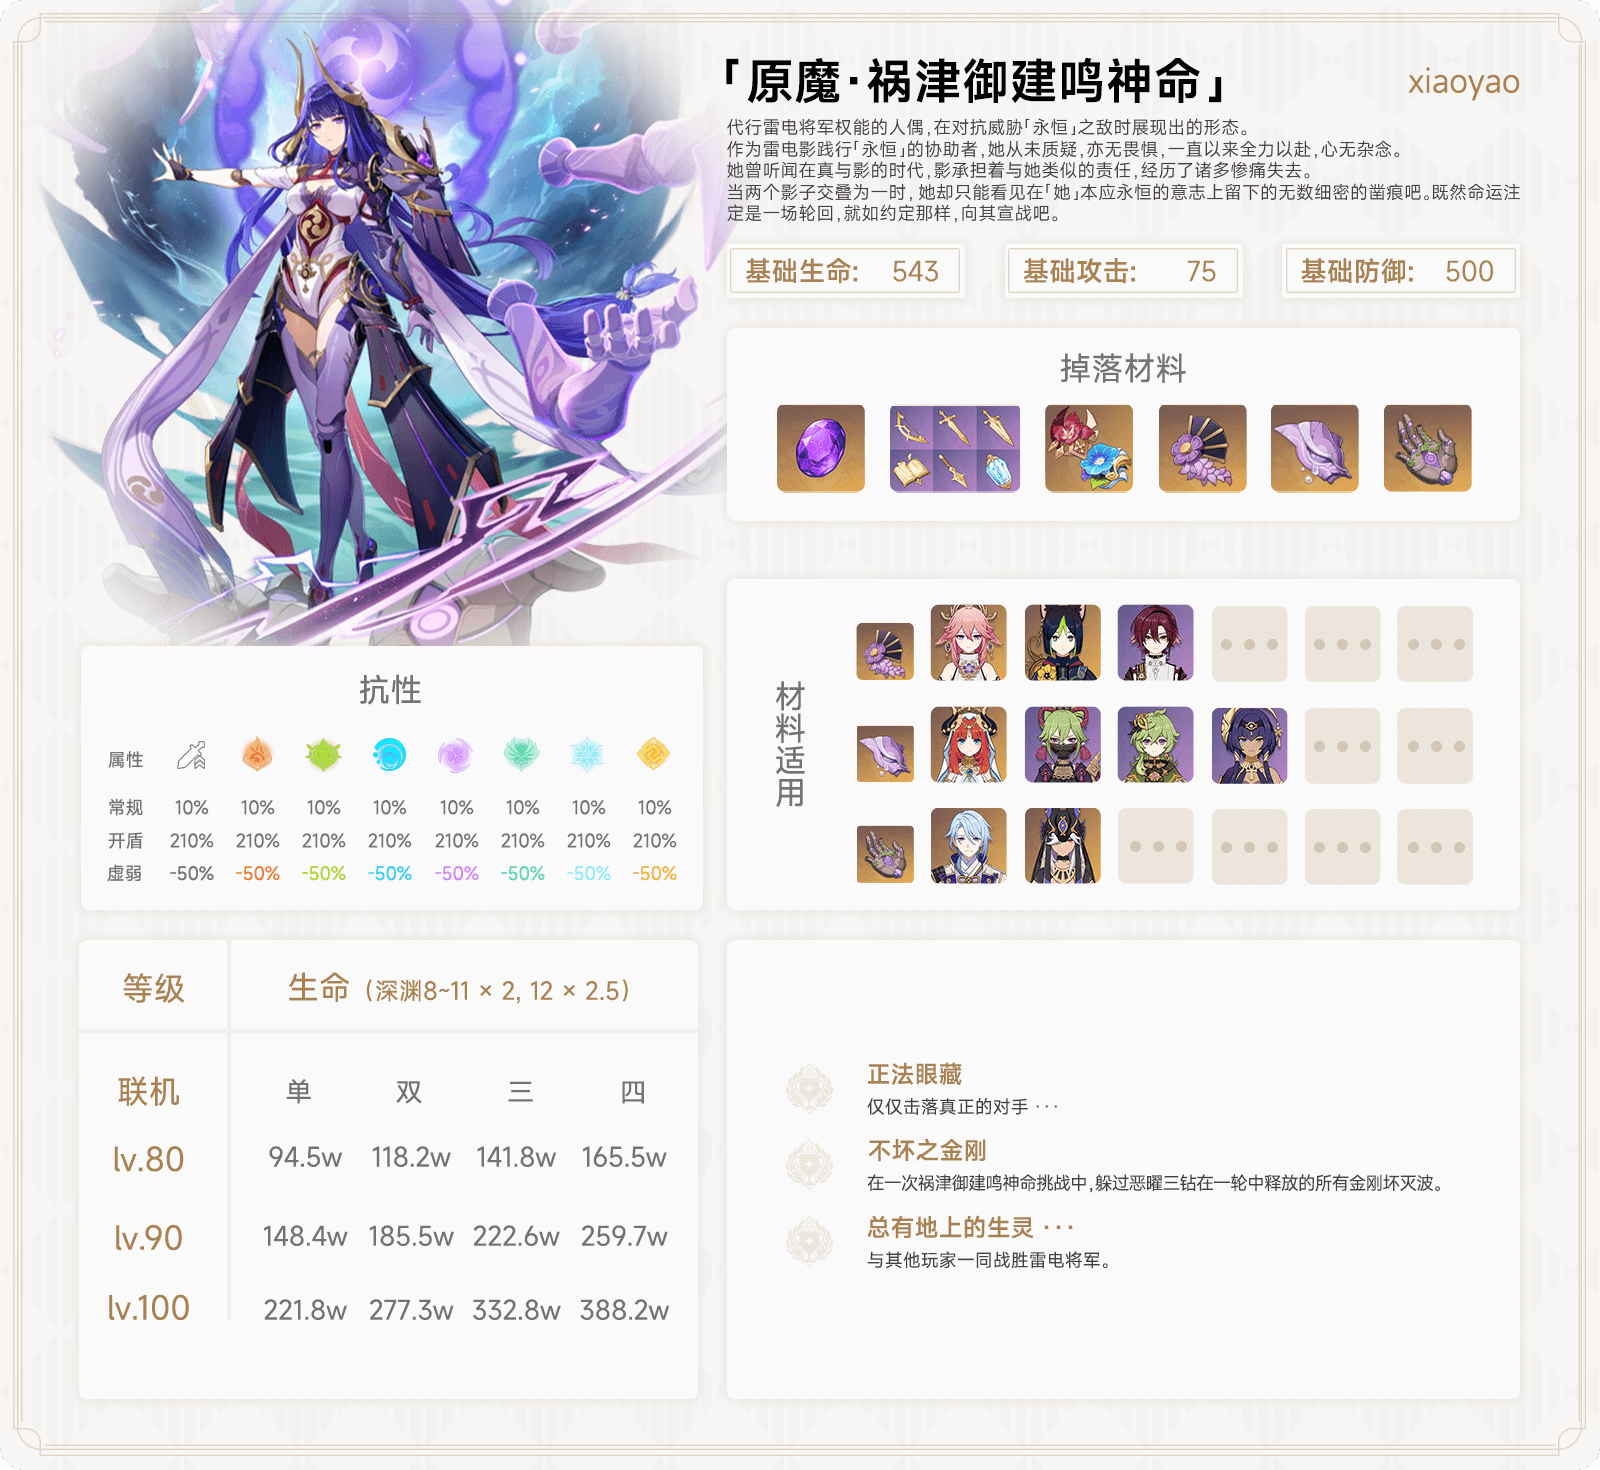 「原魔·祸津御建鸣神命」
xiaoyao
代行雷电将军权能的人偶,在对抗威胁「永恒」之敌时展现出的形态。
作为雷电影践行「永恒」的协助者,她从未质疑,亦无畏惧,一直以来全力以赴,心无杂念。
她曾听闻在真与影的时代,影承担着与她类似的责任,经历了诸多惨痛失去。
当两个影子交叠为一时,她却只能看见在「她」本应永恒的意志上留下的无数细密的凿痕吧。既然命运注
定是一场轮回,就如约定那样,向其宣战吧。
基础生命: 543 基础攻击: 75 基础防御: 500
掉落材料
材料适用
抗性
属性
常规 10% 10% 10% 10% 10% 10% 10% 10%
开盾 210% 210% 210% 210% 210% 210% 210% 210%
虚弱 -50% -50% -50% -50% -50% -50% -50% -50%
等级 生命 (深渊8~11 × 2, 12 × 2.5)
联机 单 双 三 四
lv.80 94.5w 118.2w 141.8w 165.5w
lv.90 148.4w 185.5w 222.6w 259.7w
lv.100 221.8w 277.3w 332.8w 388.2w
正法眼藏
仅仅击落真正的对手 ···
不坏之金刚
在一次祸津御建鸣神命挑战中,躲过恶曜三钻在一轮中释放的所有金刚坏灭波。
总有地上的生灵 ···
与其他玩家一同战胜雷电将军。